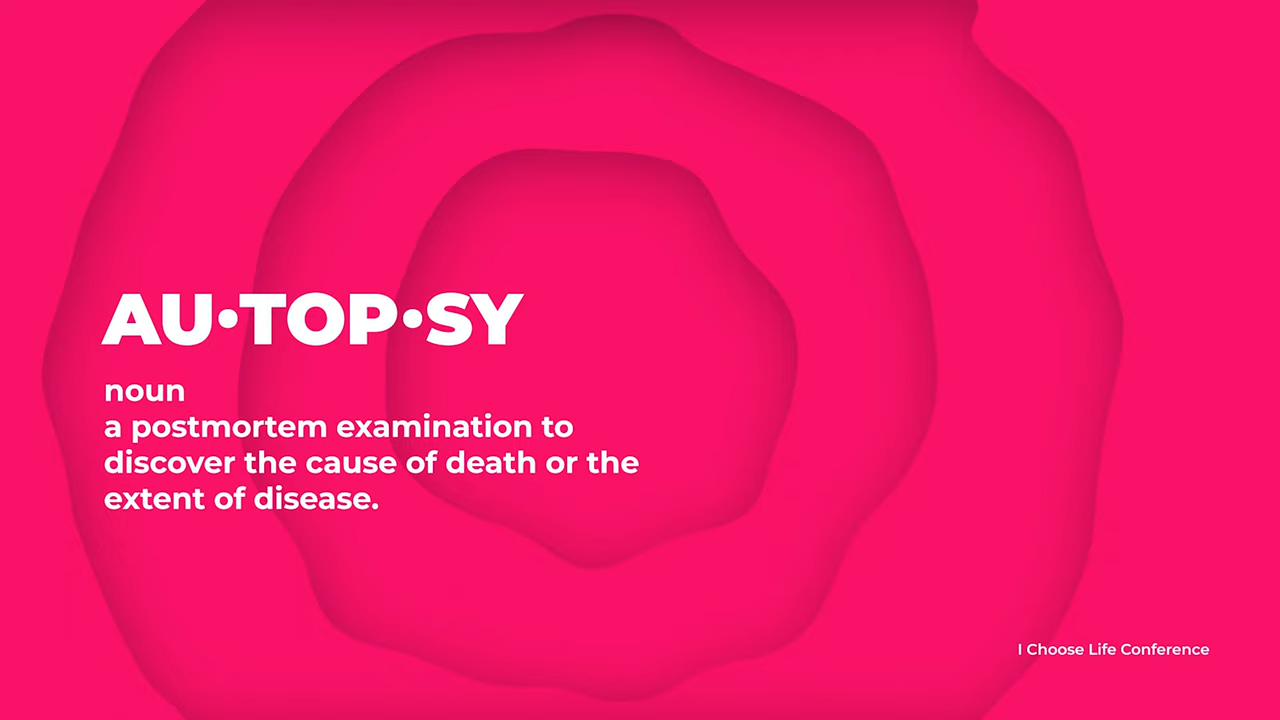 AU•TOP•SY
noun
a postmortem examination to
discover the cause of death or the
extent of disease.
I Choose Life Conference